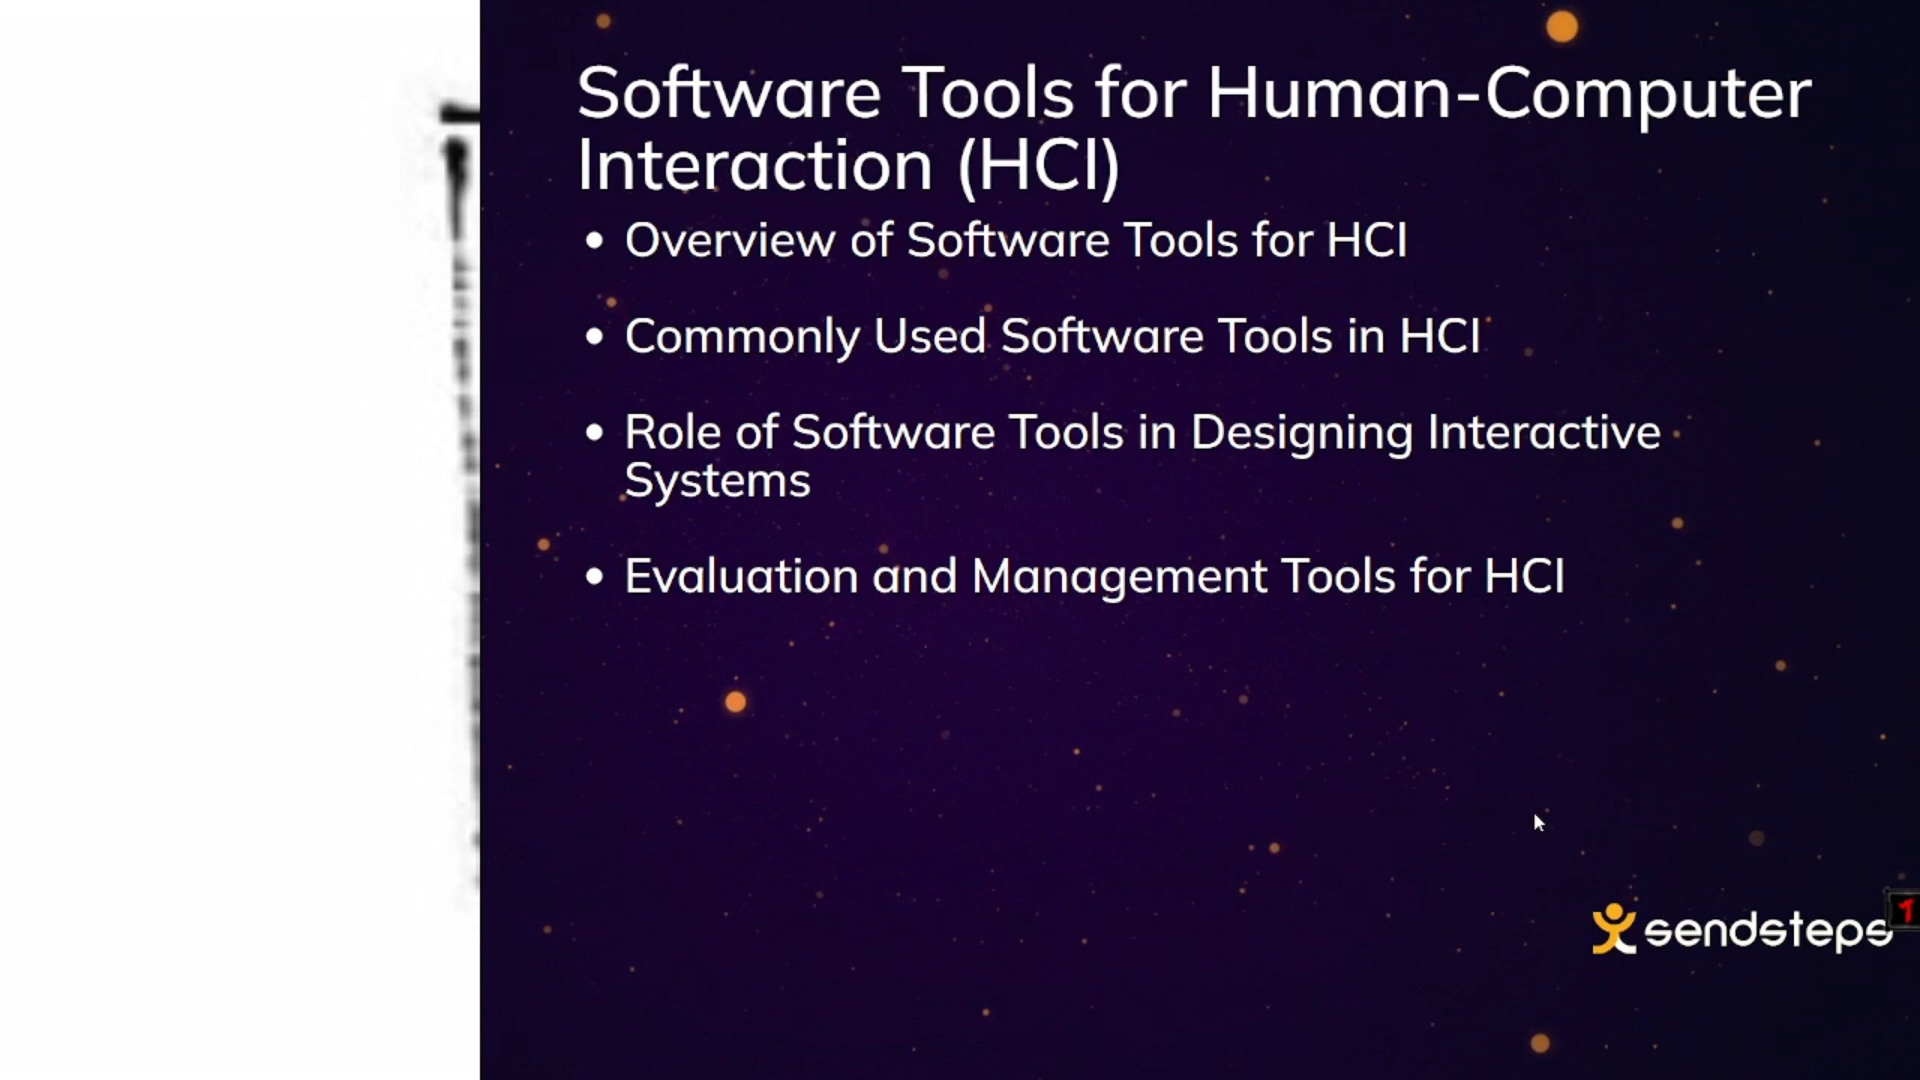 Software Tools for Human-Computer
Interaction (HCI)
• Overview of Software Tools for HCI
• Commonly Used Software Tools in HCI
• Role of Software Tools in Designing Interactive
Systems
• Evaluation and Management Tools for HCI
sendsteps
1